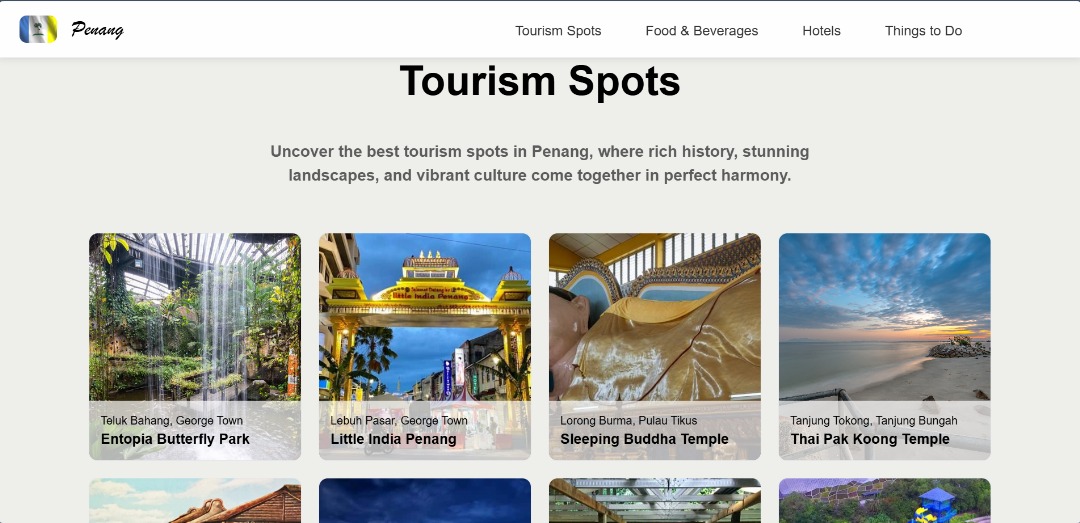 Penang
Tourism Spots
Food & Beverages
Hotels
Things to Do
Tourism Spots
Uncover the best tourism spots in Penang, where rich history, stunning
landscapes, and vibrant culture come together in perfect harmony.
little India Penang
Teluk Bahang, George Town
Entopia Butterfly Park
Lebuh Pasar, George Town
Little India Penang
Lorong Burma, Pulau Tikus
Sleeping Buddha Temple
Tanjung Tokong, Tanjung Bungah
Thai Pak Koong Temple